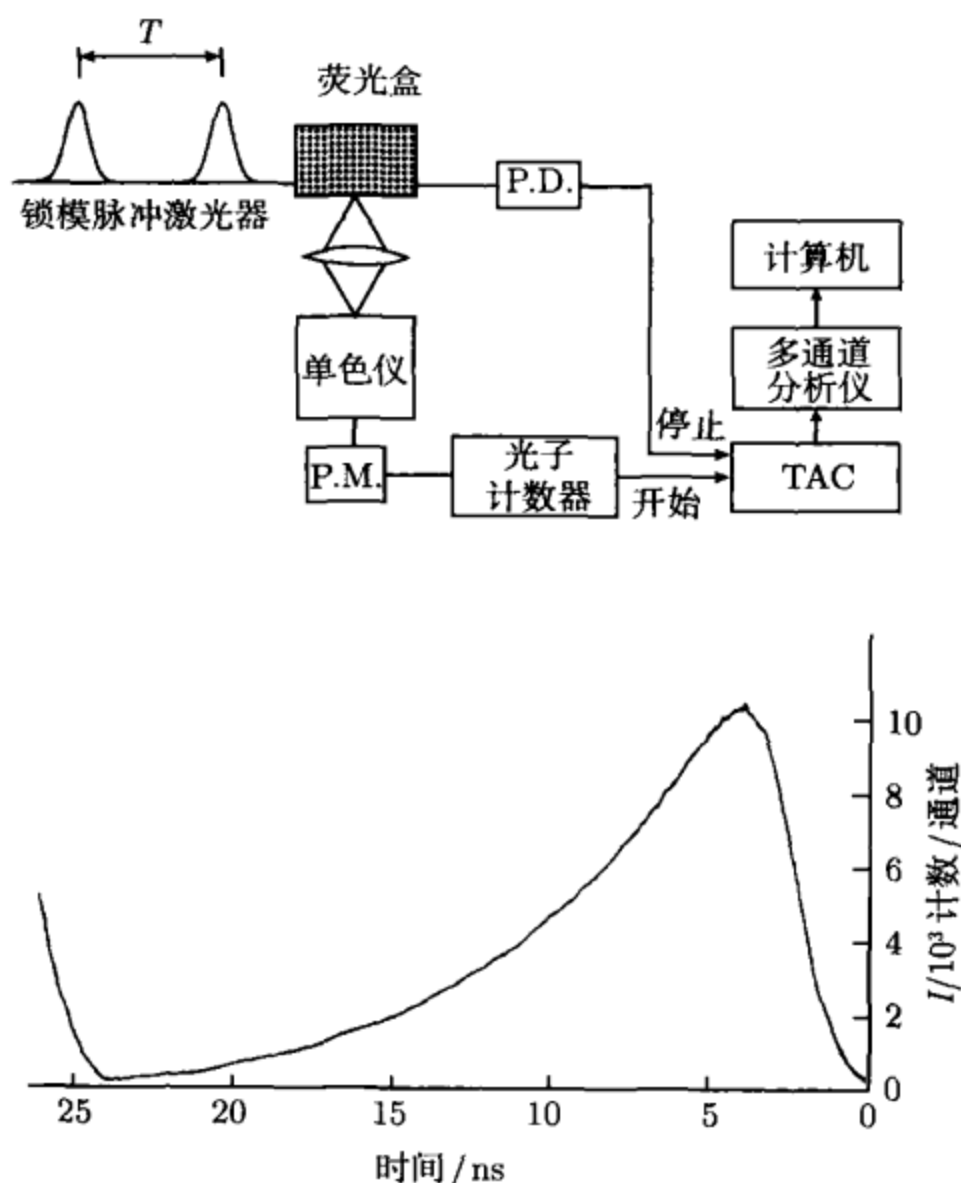 T
荧光盒
P.D.
锁模脉冲激光器
计算机
单色仪
多通道
分析仪
停止
P.M.
光子
计数器
开始
TAC
10
8
6
4
2
0
I/10³计数/通道
25
20
15
10
5
0
时间/ns